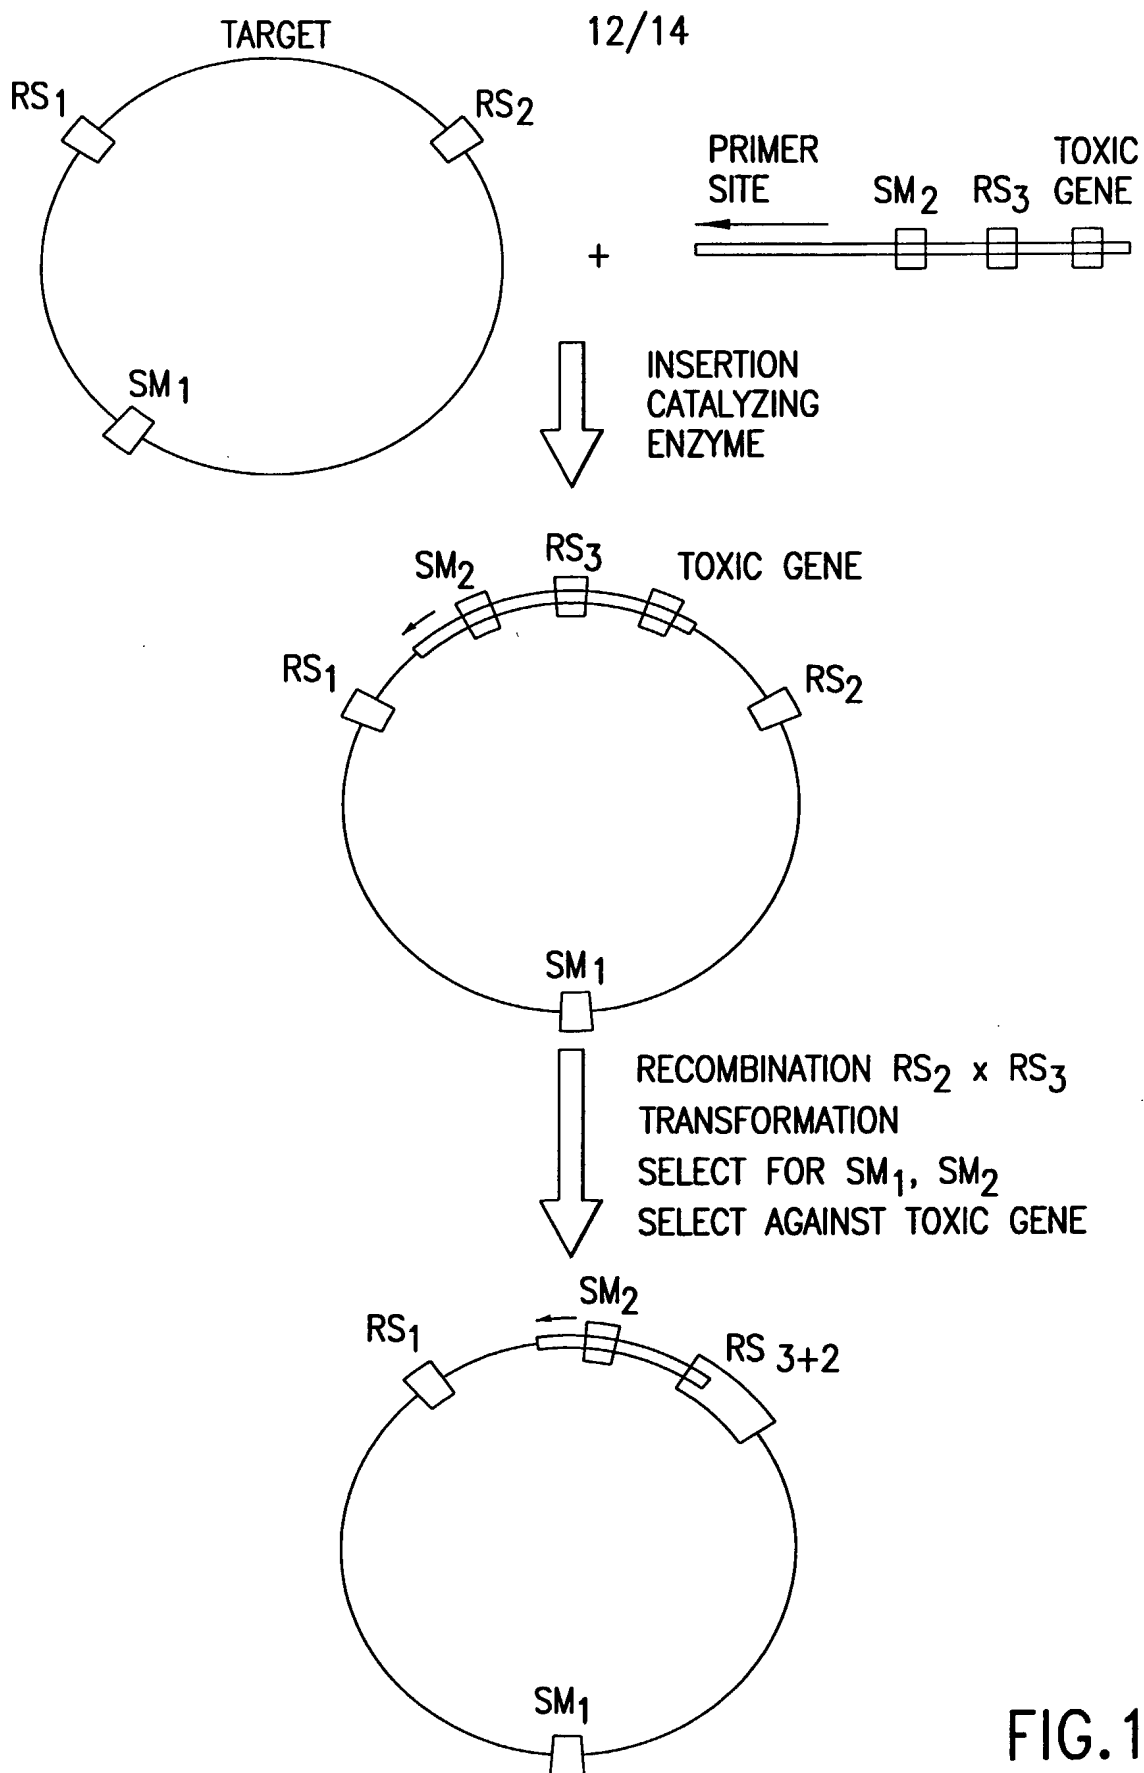 12/14
TARGET
RS1
RS2
SM1
+
PRIMER
SITE
SM2
RS3
TOXIC
GENE
INSERTION
CATALYZING
ENZYME
SM2
RS3
TOXIC GENE
RS1
RS2
SM1
RECOMBINATION RS2 x RS3
TRANSFORMATION
SELECT FOR SM1, SM2
SELECT AGAINST TOXIC GENE
RS1
SM2
RS 3+2
SM1
FIG.1